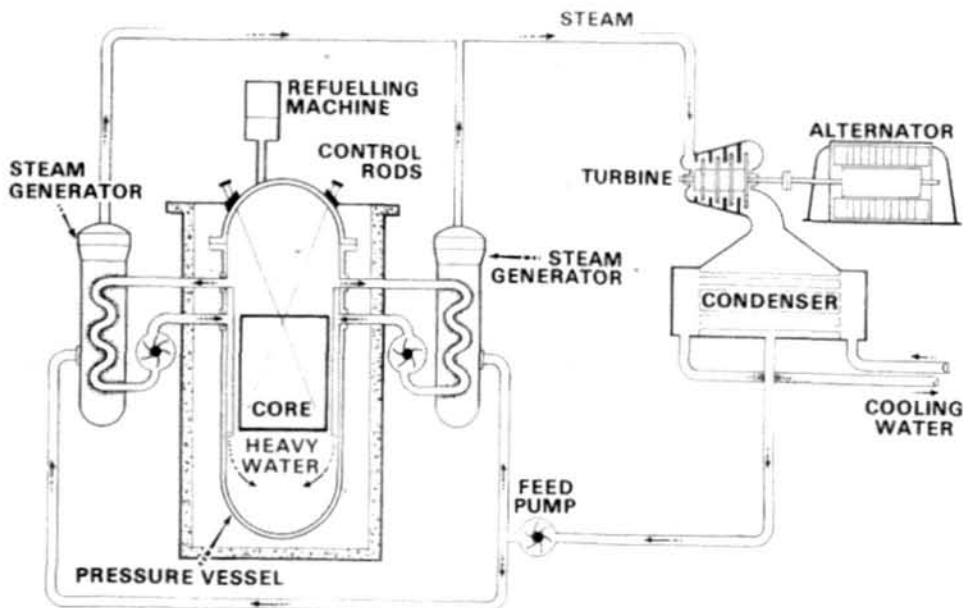 STEAM
REFUELLING
MACHINE
ALTERNATOR
CONTROL
RODS
STEAM
GENERATOR
TURBINE
STEAM
GENERATOR
CONDENSER
CORE
COOLING
WATER
HEAVY
WATER
FEED
PUMP
PRESSURE VESSEL